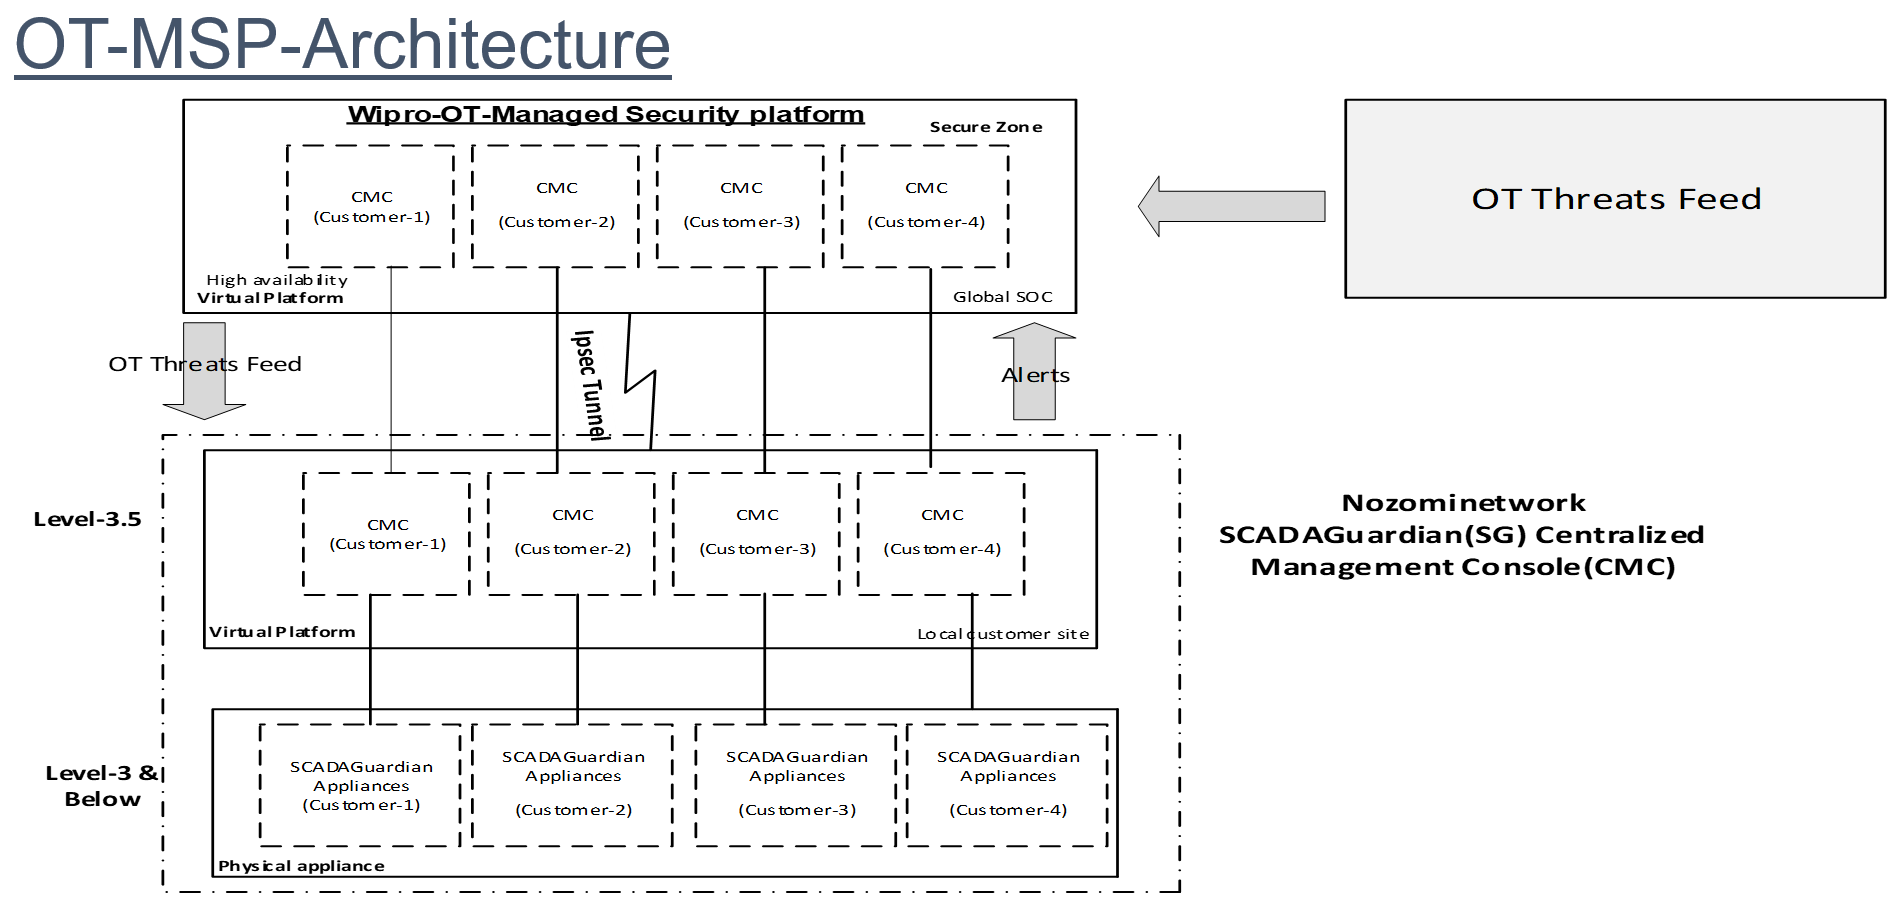 OT-MSP-Architecture
Wipro-OT-Managed Security platform
Secure Zone
CMC
(Customer-1)
CMC
(Customer-2)
CMC
(Customer-3)
CMC
(Customer-4)
High availability
Virtual Platform
Global SOC
OT Threats Feed
OT Threats Feed
Ipsec Tunnel
Alerts
Level-3.5
CMC
(Customer-1)
CMC
(Customer-2)
CMC
(Customer-3)
CMC
(Customer-4)
Virtual Platform
Local customer site
Nozominetwork
SCADAGuardian(SG) Centralized
Management Console(CMC)
Level-3 &
Below
SCADAGuardian
Appliances
(Customer-1)
SCADAGuardian
Appliances
(Customer-2)
SCADAGuardian
Appliances
(Customer-3)
SCADAGuardian
Appliances
(Customer-4)
Physical appliance